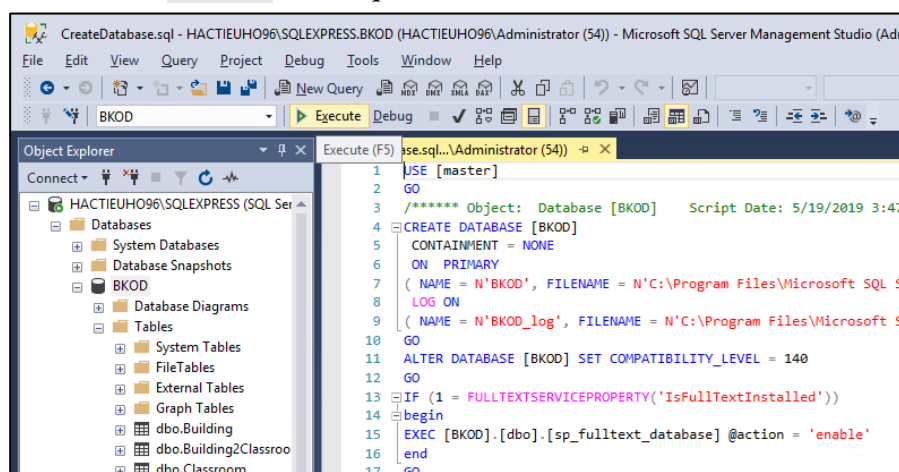 CreateDatabase.sql - HACTIEUHO96\SQLEXPRESS.BKOD (HACTIEUHO96\Administrator (54)) - Microsoft SQL Server Management Studio (Ad
File Edit View Query Project Debug Tools Window Help
New Query
BKOD Execute Debug
Object Explorer
Execute (F5) ase.sql...\Administrator (54))
Connect
HACTIEUHO96\SQLEXPRESS (SQL Ser
Databases
System Databases
Database Snapshots
BKOD
Database Diagrams
Tables
System Tables
FileTables
External Tables
Graph Tables
dbo.Building
dbo.Building2Classroo
dbo.Classroom
1 USE [master]
2 GO
3 /****** Object: Database [BKOD] Script Date: 5/19/2019 3:47
4 CREATE DATABASE [BKOD]
5 CONTAINMENT = NONE
6 ON PRIMARY
7 ( NAME = N'BKOD', FILENAME = N'C:\Program Files\Microsoft SQL S
8 LOG ON
9 ( NAME = N'BKOD_log', FILENAME = N'C:\Program Files\Microsoft S
10 GO
11 ALTER DATABASE [BKOD] SET COMPATIBILITY_LEVEL = 140
12 GO
13 IF (1 = FULLTEXTSERVICEPROPERTY('IsFullTextInstalled'))
14 begin
15 EXEC [BKOD].[dbo].[sp_fulltext_database] @action = 'enable'
16 end
17 GO